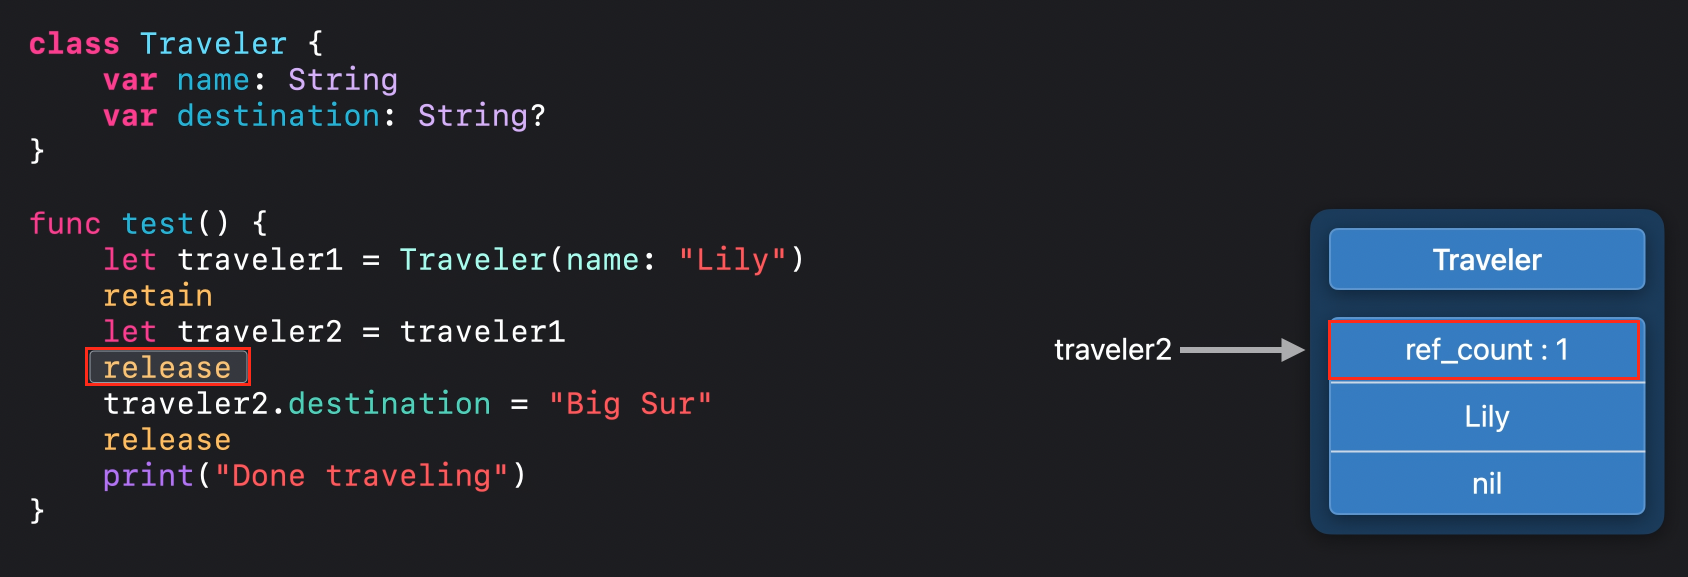 class Traveler {
    var name: String
    var destination: String?
}
func test() {
    let traveler1 = Traveler(name: "Lily")
    retain
    let traveler2 = traveler1
    release
    traveler2.destination = "Big Sur"
    release
    print("Done traveling")
}
traveler2
Traveler
ref_count : 1
Lily
nil